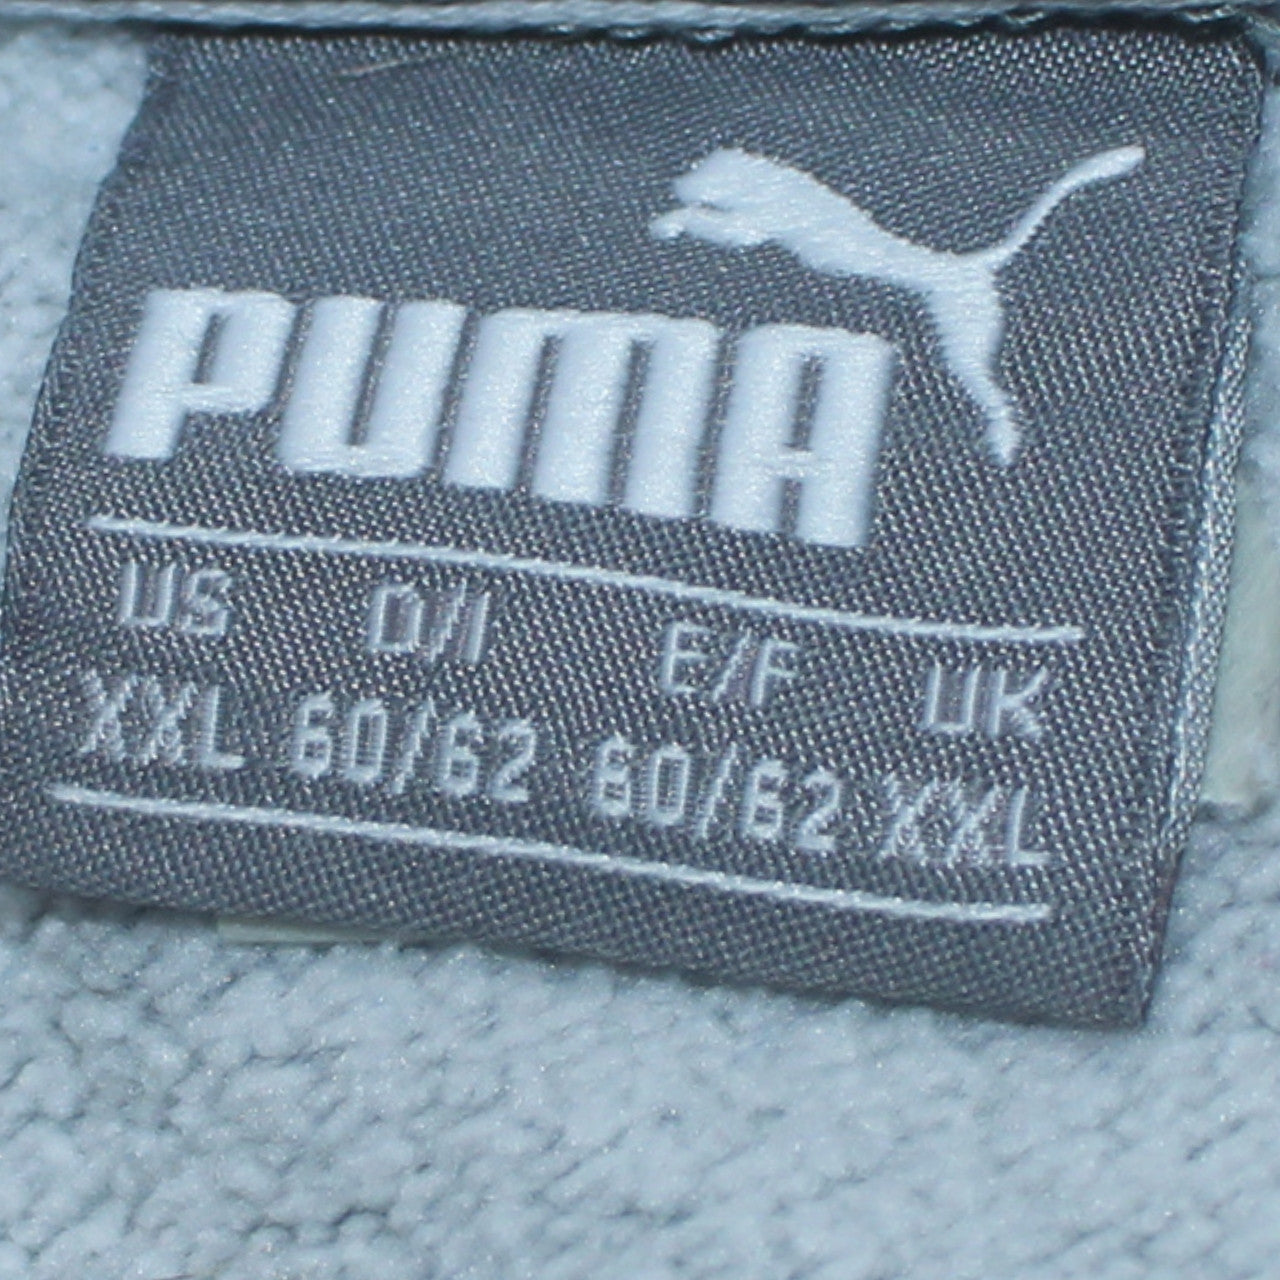 PUMA
US D/I E/F UK
XXL 60/62 60/62 XXL